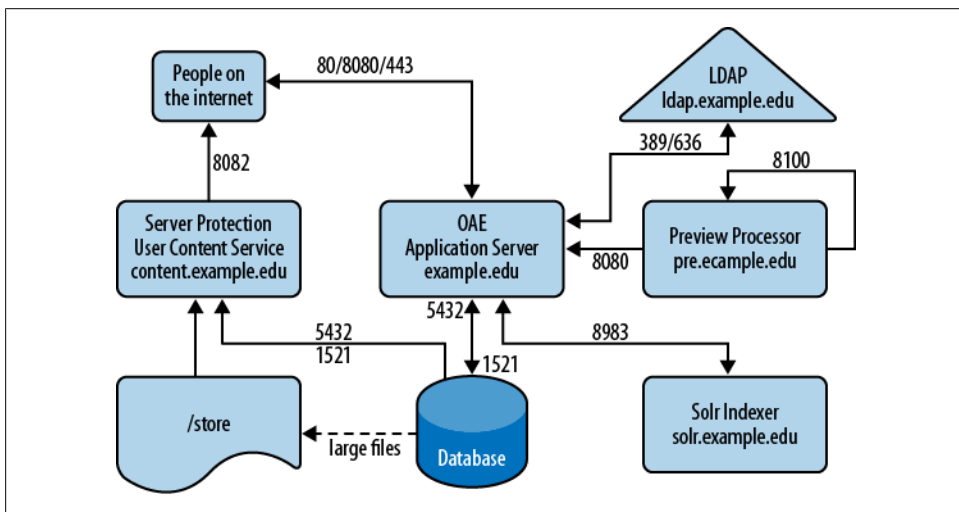 People on
the internet
80/8080/443
LDAP
ldap.example.edu
389/636
8100
8082
Server Protection
User Content Service
content.example.edu
OAE
Application Server
example.edu
8080
Preview Processor
pre.ecample.edu
5432
1521
5432
1521
8983
/store
large files
Database
Solr Indexer
solr.example.edu